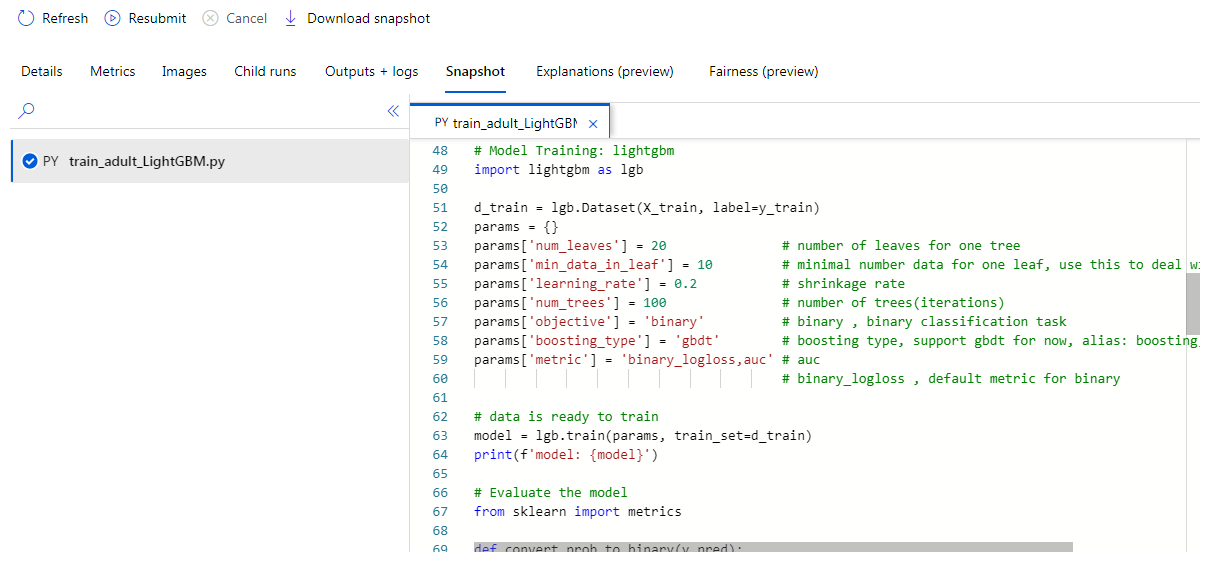 Refresh Resubmit Cancel Download snapshot
Details Metrics Images Child runs Outputs + logs Snapshot Explanations (preview) Fairness (preview)
PY train_adult_LightGBM.py
PY train_adult_LightGBM
48 # Model Training: lightgbm
49 import lightgbm as lgb
50
51 d_train = lgb.Dataset(X_train, label=y_train)
52 params = {}
53 params['num_leaves'] = 20 # number of leaves for one tree
54 params['min_data_in_leaf'] = 10 # minimal number data for one leaf, use this to deal wi
55 params['learning_rate'] = 0.2 # shrinkage rate
56 params['num_trees'] = 100 # number of trees(iterations)
57 params['objective'] = 'binary' # binary , binary classification task
58 params['boosting_type'] = 'gbdt' # boosting type, support gbdt for now, alias: boosting_
59 params['metric'] = 'binary_logloss,auc' # auc
60 # binary_logloss , default metric for binary
61
62 # data is ready to train
63 model = lgb.train(params, train_set=d_train)
64 print(f'model: {model}')
65
66 # Evaluate the model
67 from sklearn import metrics
68
69 def convert_prob_to_binary(y_pred):